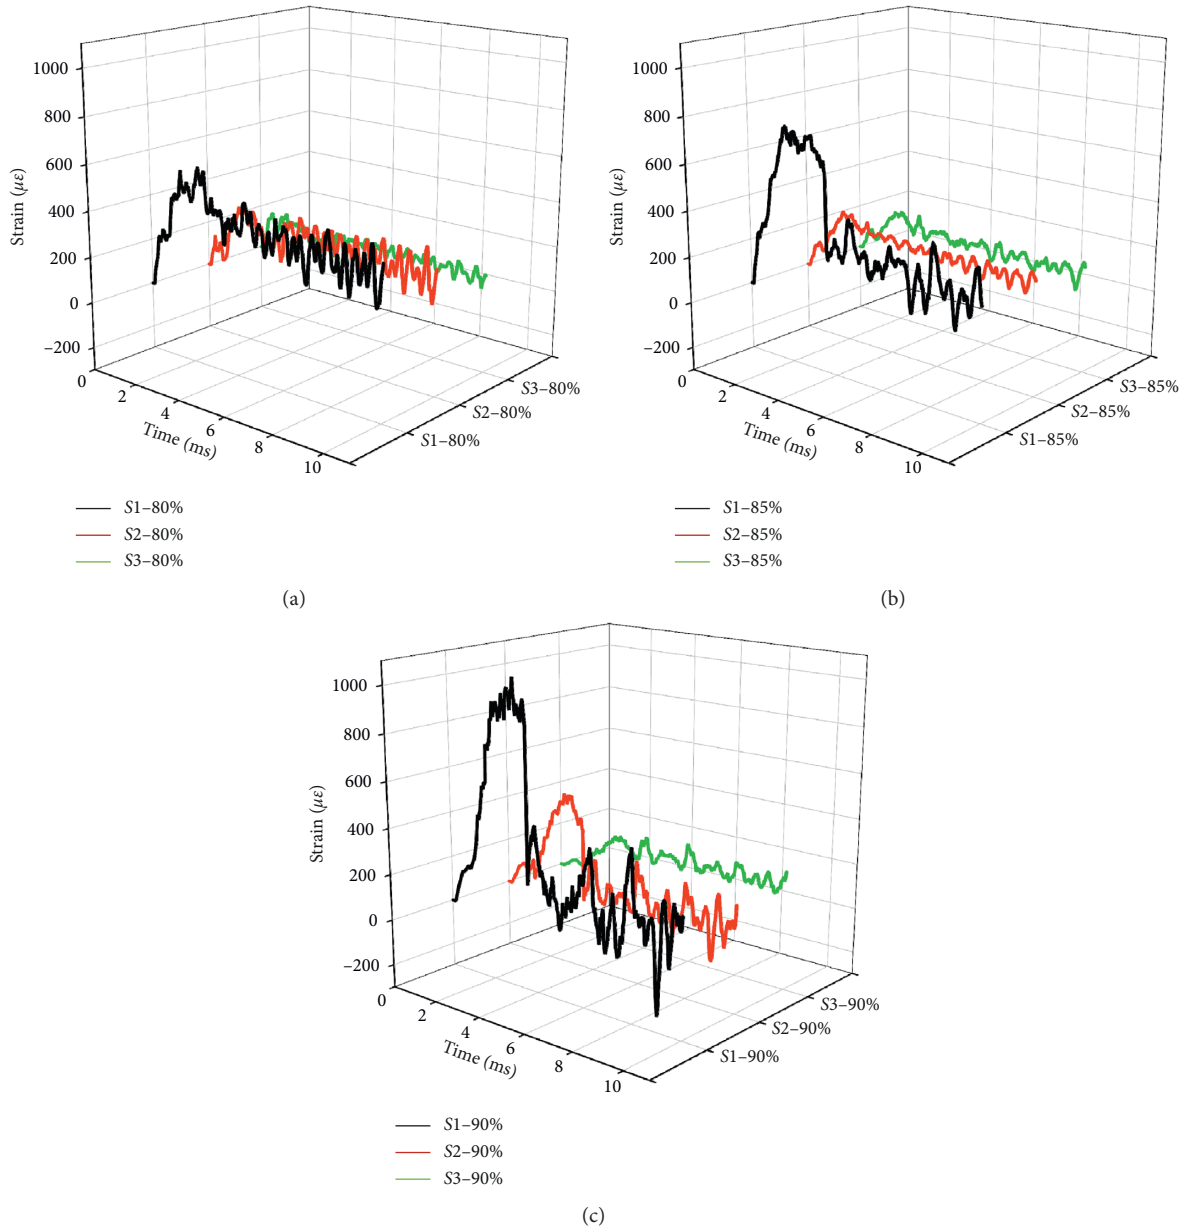 1000
800
600
400
200
0
−200
Strain (με)
0
2
4
6
8
10
Time (ms)
S1–80%
S2–80%
S3–80%
S1–80%
S2–80%
S3–80%
(a)
1000
800
600
400
200
0
−200
Strain (με)
0
2
4
6
8
10
Time (ms)
S1–85%
S2–85%
S3–85%
S1–85%
S2–85%
S3–85%
(b)
1000
800
600
400
200
0
−200
Strain (με)
0
2
4
6
8
10
Time (ms)
S1–90%
S2–90%
S3–90%
S1–90%
S2–90%
S3–90%
(c)